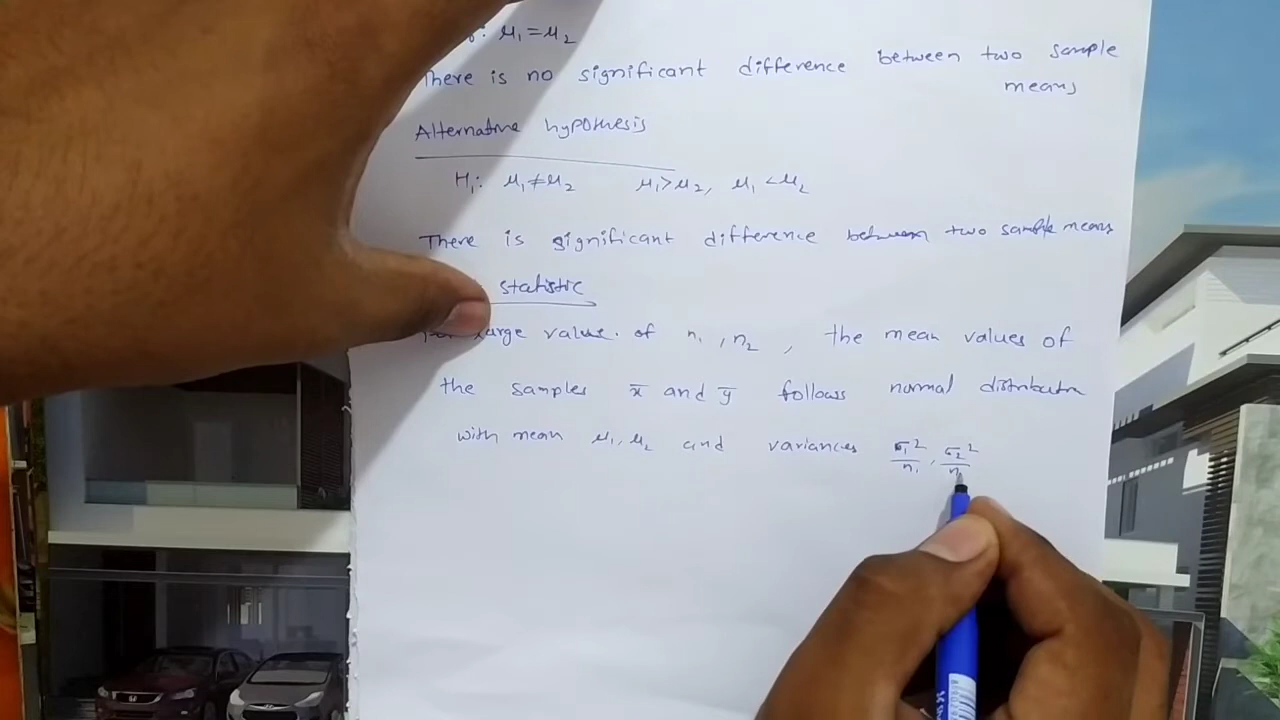 : μ₁=μ₂
There is no significant difference between two sample
means
Alternative hypothesis
H₁: μ₁≠μ₂ μ₁>μ₂, μ₁<μ₂
There is significant difference between two sample means
statistic
large value of n₁, n₂, the mean values of
the samples x̅ and y̅ follows normal distributn
with mean μ₁, μ₂ and variances σ₁²/n₁, σ₂²/n